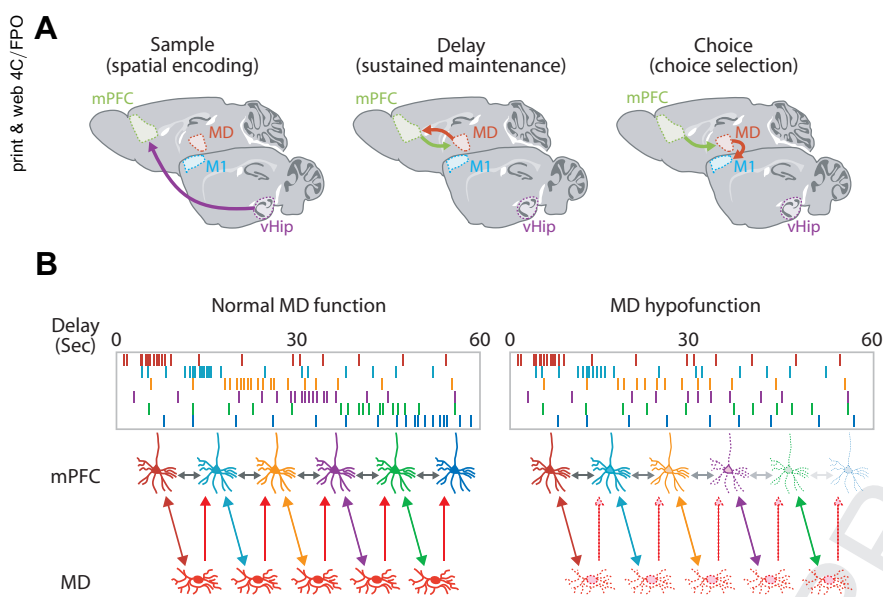 print & web 4C/FPO
A
Sample
(spatial encoding)
Delay
(sustained maintenance)
Choice
(choice selection)
mPFC
MD
M1
vHip
mPFC
MD
M1
vHip
mPFC
MD
M1
vHip
B
Normal MD function
MD hypofunction
Delay
(Sec)
0
30
60
0
30
60
mPFC
MD